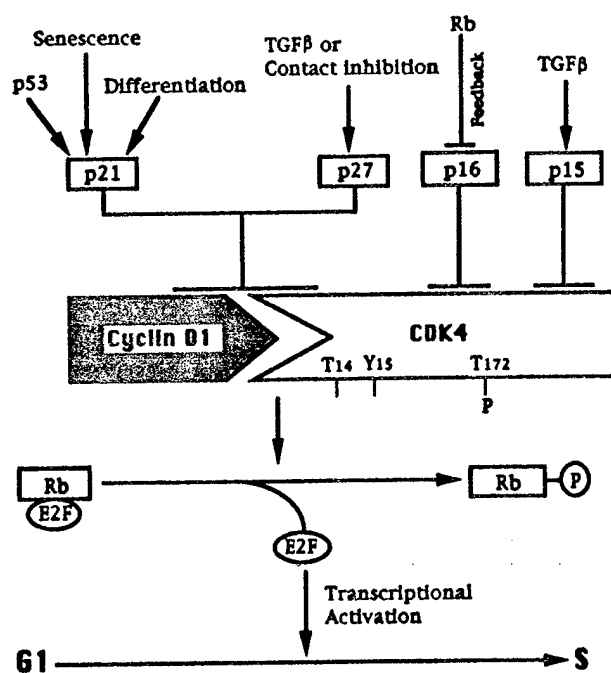 Senescence
p53
Differentiation
TGFβ or
Contact inhibition
Rb
Feedback
TGFβ
p21
p27
p16
p15
Cyclin D1
CDK4
T14
Y15
T172
P
Rb
E2F
Rb
P
E2F
Transcriptional
Activation
G1
S